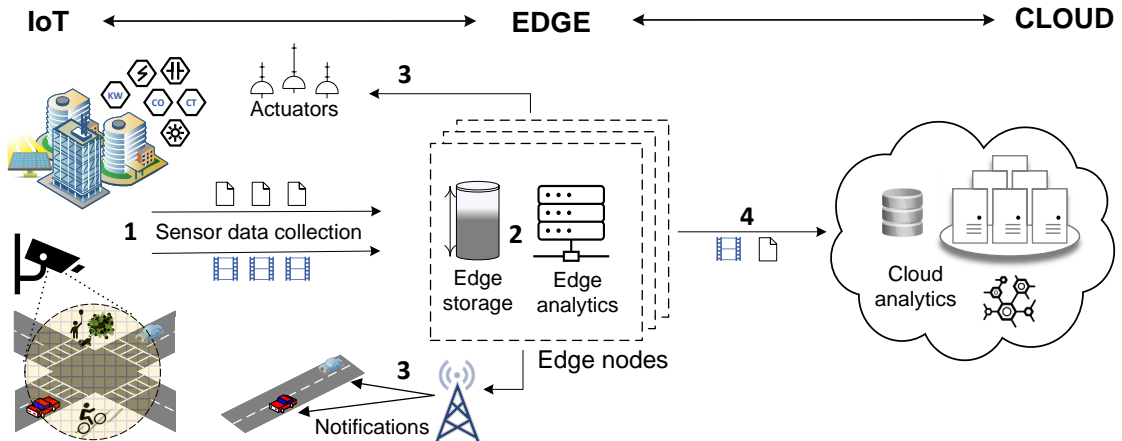 IoT
EDGE
CLOUD
3
Actuators
KW
CO
CT
1
Sensor data collection
2
Edge
storage
Edge
analytics
4
Cloud
analytics
Edge nodes
3
Notifications